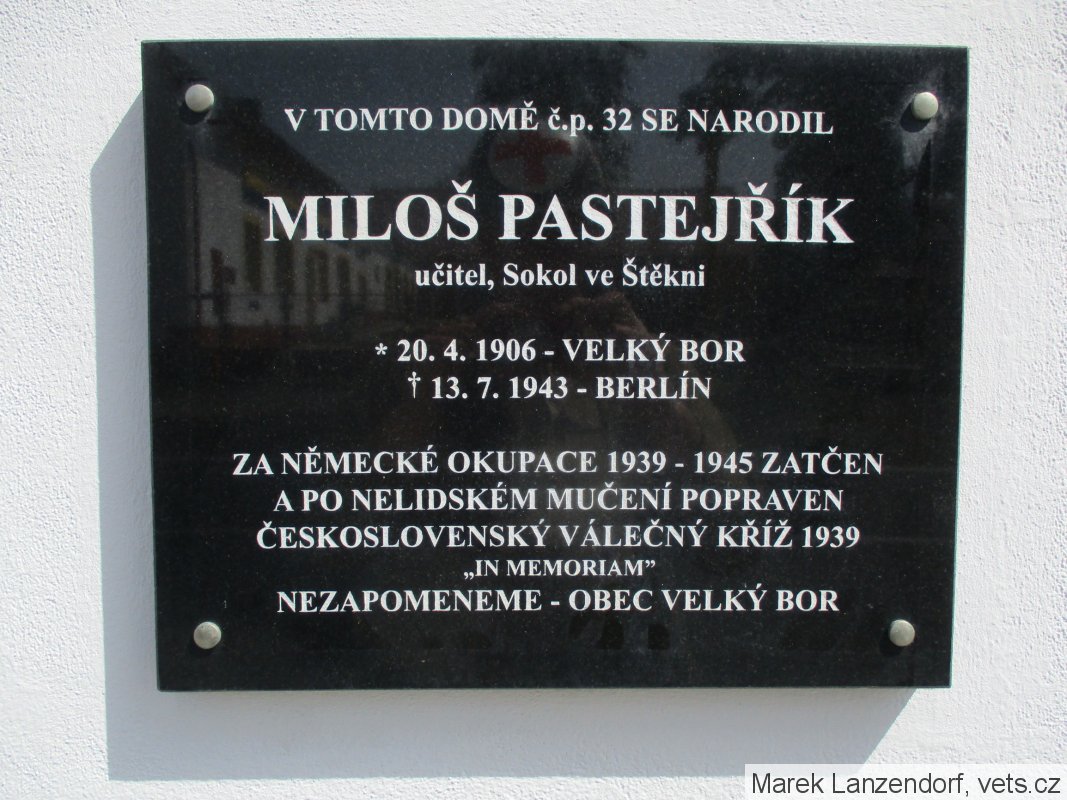 V TOMTO DOMĚ č.p. 32 SE NARODIL
MILOŠ PASTEJŘÍK
učitel, Sokol ve Štěkni
* 20. 4. 1906 - VELKÝ BOR
† 13. 7. 1943 - BERLÍN
ZA NĚMECKÉ OKUPACE 1939 - 1945 ZATČEN
A PO NELIDSKÉM MUČENÍ POPRAVEN
ČESKOSLOVENSKÝ VÁLEČNÝ KŘÍŽ 1939
„IN MEMORIAM”
NEZAPOMENEME - OBEC VELKÝ BOR
Marek Lanzendorf, vets.cz